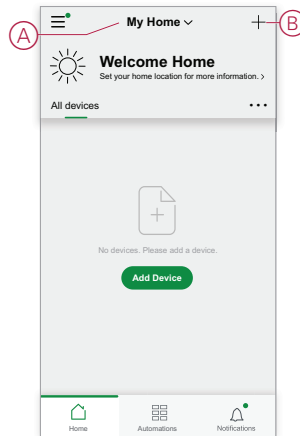 A
My Home
B
Welcome Home
Set your home location for more information. >
All devices
No devices. Please add a device.
Add Device
Home
Automations
Notifications